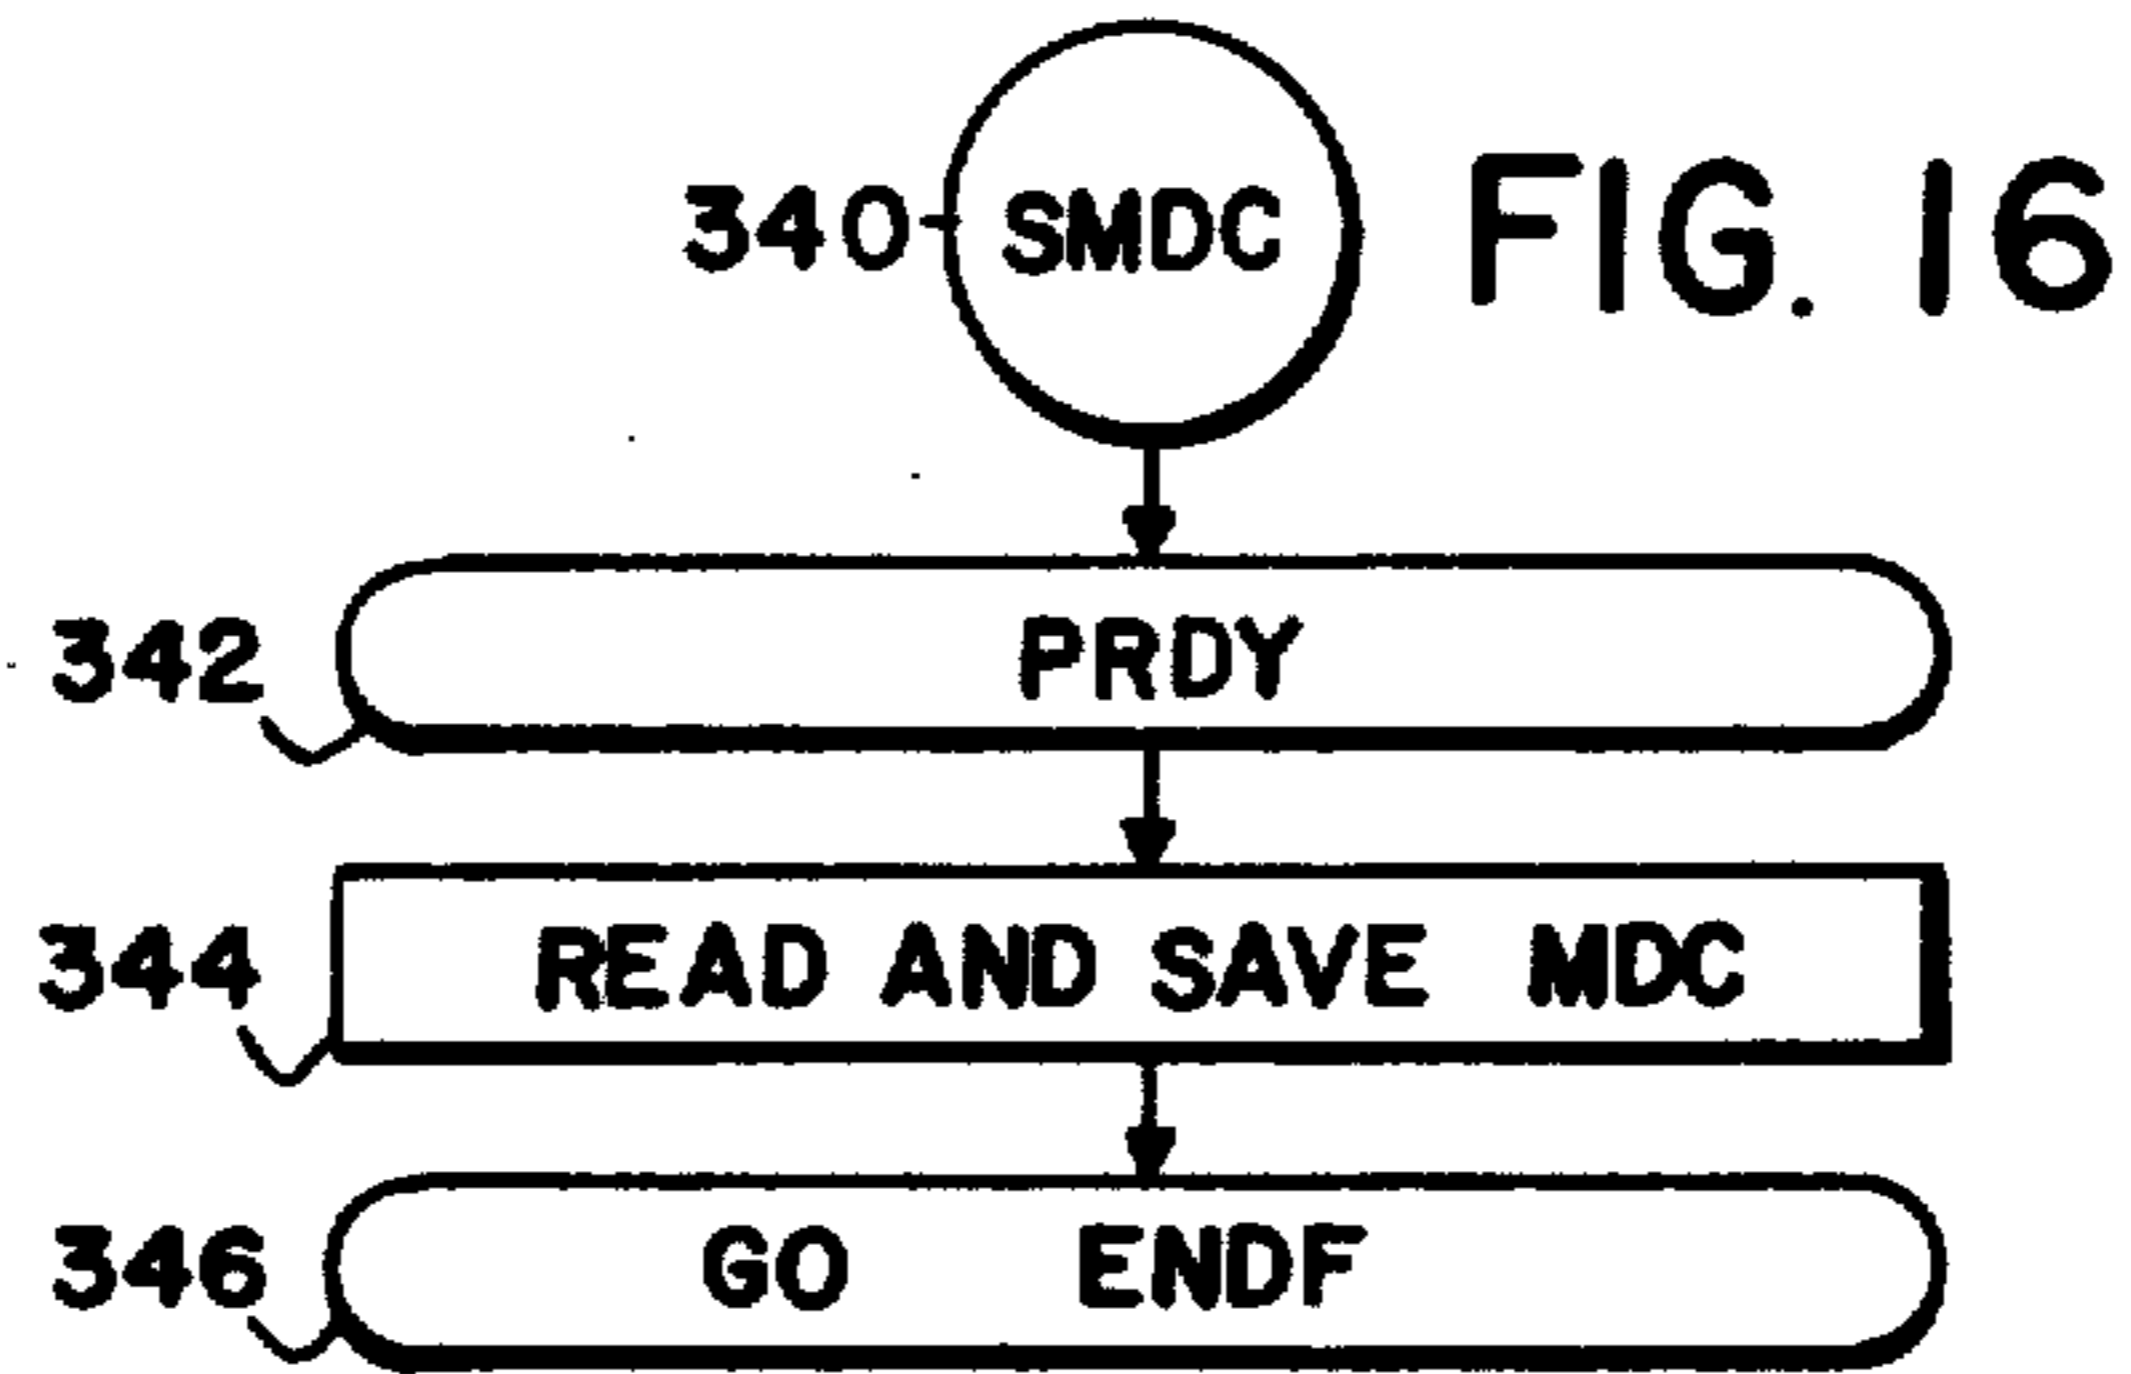 340 SMDC FIG. 16
342 PRDY
344 READ AND SAVE MDC
346 GO ENDF